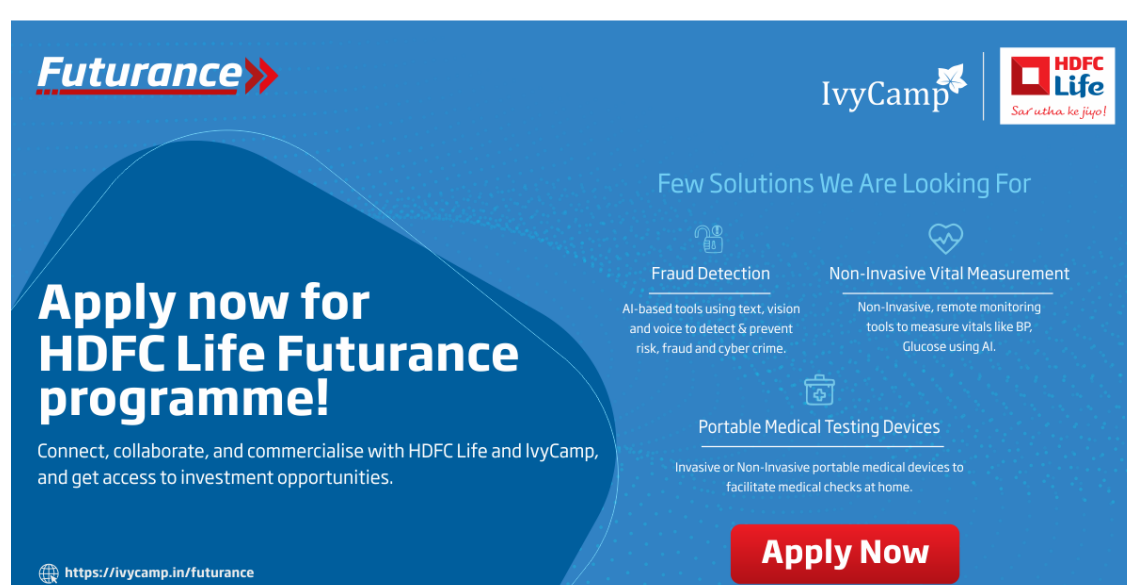 Futurance
IvyCamp
HDFC
Life
Sar utha ke jiyo!
Few Solutions We Are Looking For
Fraud Detection
AI-based tools using text, vision
and voice to detect & prevent
risk, fraud and cyber crime.
Non-Invasive Vital Measurement
Non-Invasive, remote monitoring
tools to measure vitals like BP,
Glucose using AI.
Portable Medical Testing Devices
Invasive or Non-Invasive portable medical devices to
facilitate medical checks at home.
Apply Now
Apply now for
HDFC Life Futurance
programme!
Connect, collaborate, and commercialise with HDFC Life and IvyCamp,
and get access to investment opportunities.
https://ivycamp.in/futurance